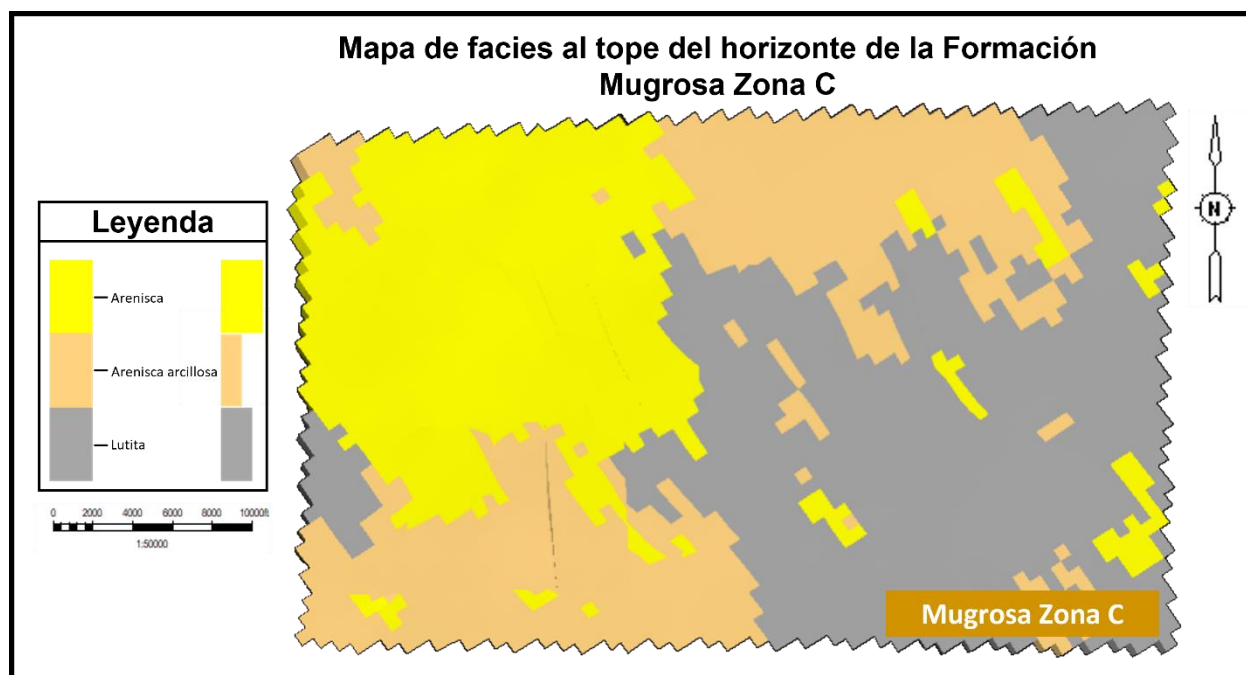 Mapa de facies al tope del horizonte de la Formación
Mugrosa Zona C
N
Leyenda
Arenisca
Arenisca arcillosa
Lutita
0 2000 4000 6000 8000 10000ft
1:50000
Mugrosa Zona C